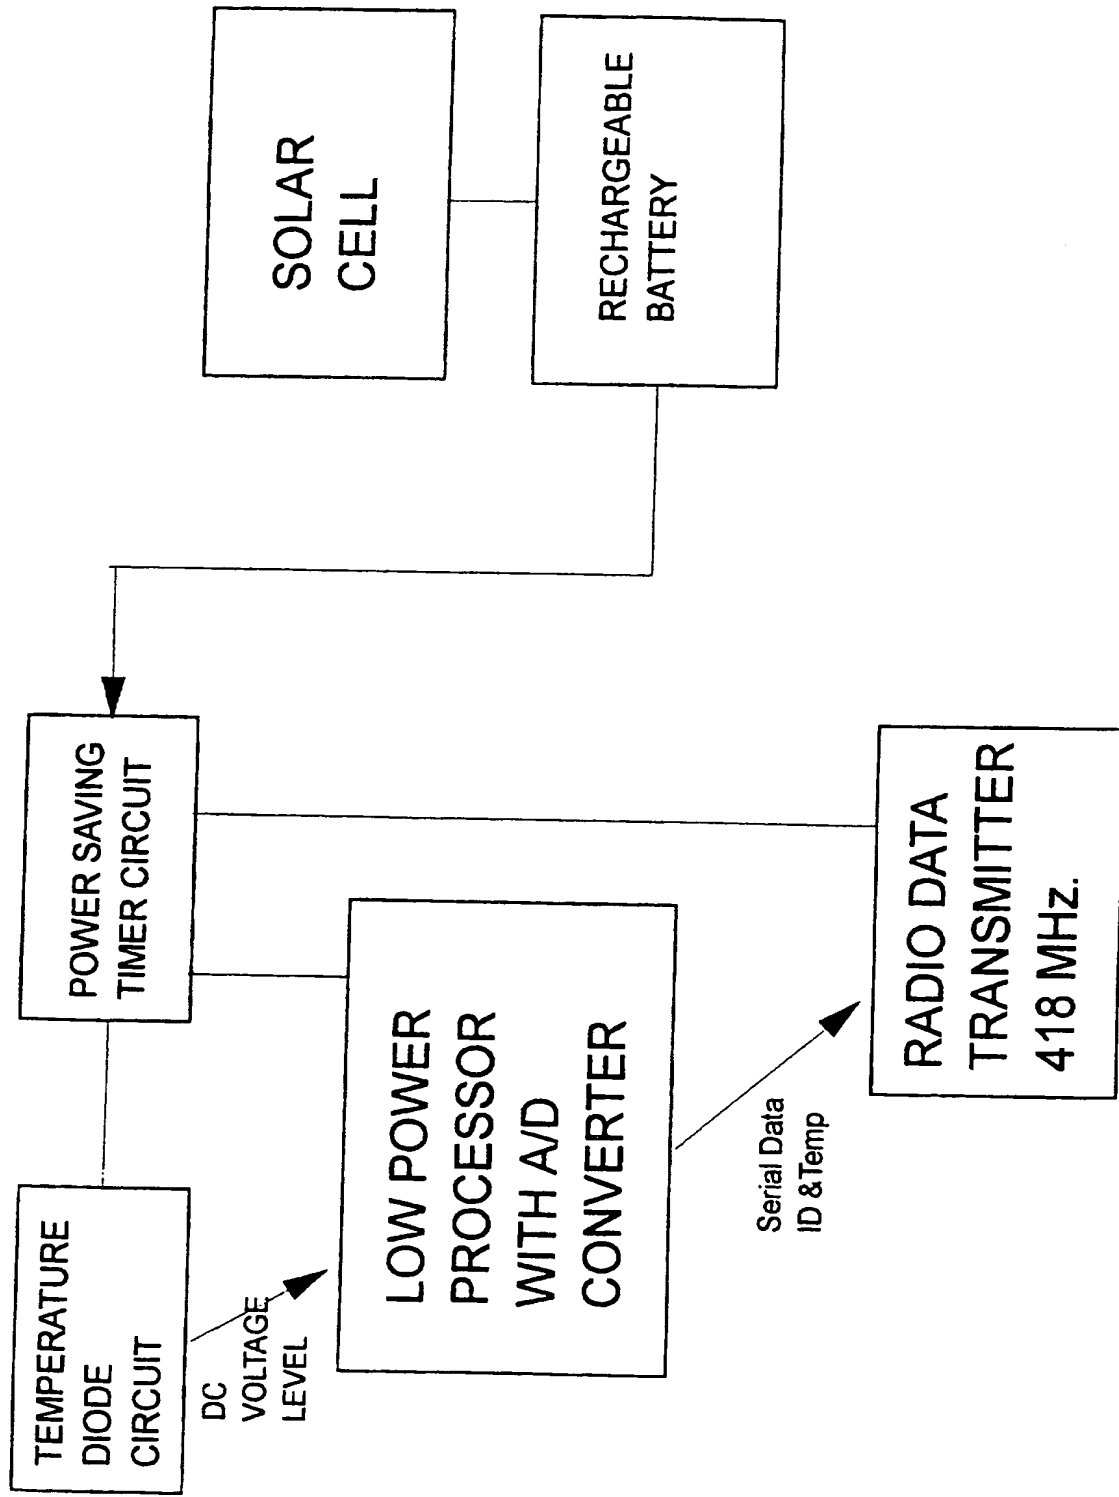 TEMPERATURE
DIODE
CIRCUIT
POWER SAVING
TIMER CIRCUIT
SOLAR
CELL
DC
VOLTAGE
LEVEL
LOW POWER
PROCESSOR
WITH A/D
CONVERTER
RECHARGEABLE
BATTERY
Serial Data
ID &Temp
RADIO DATA
TRANSMITTER
418 MHz.